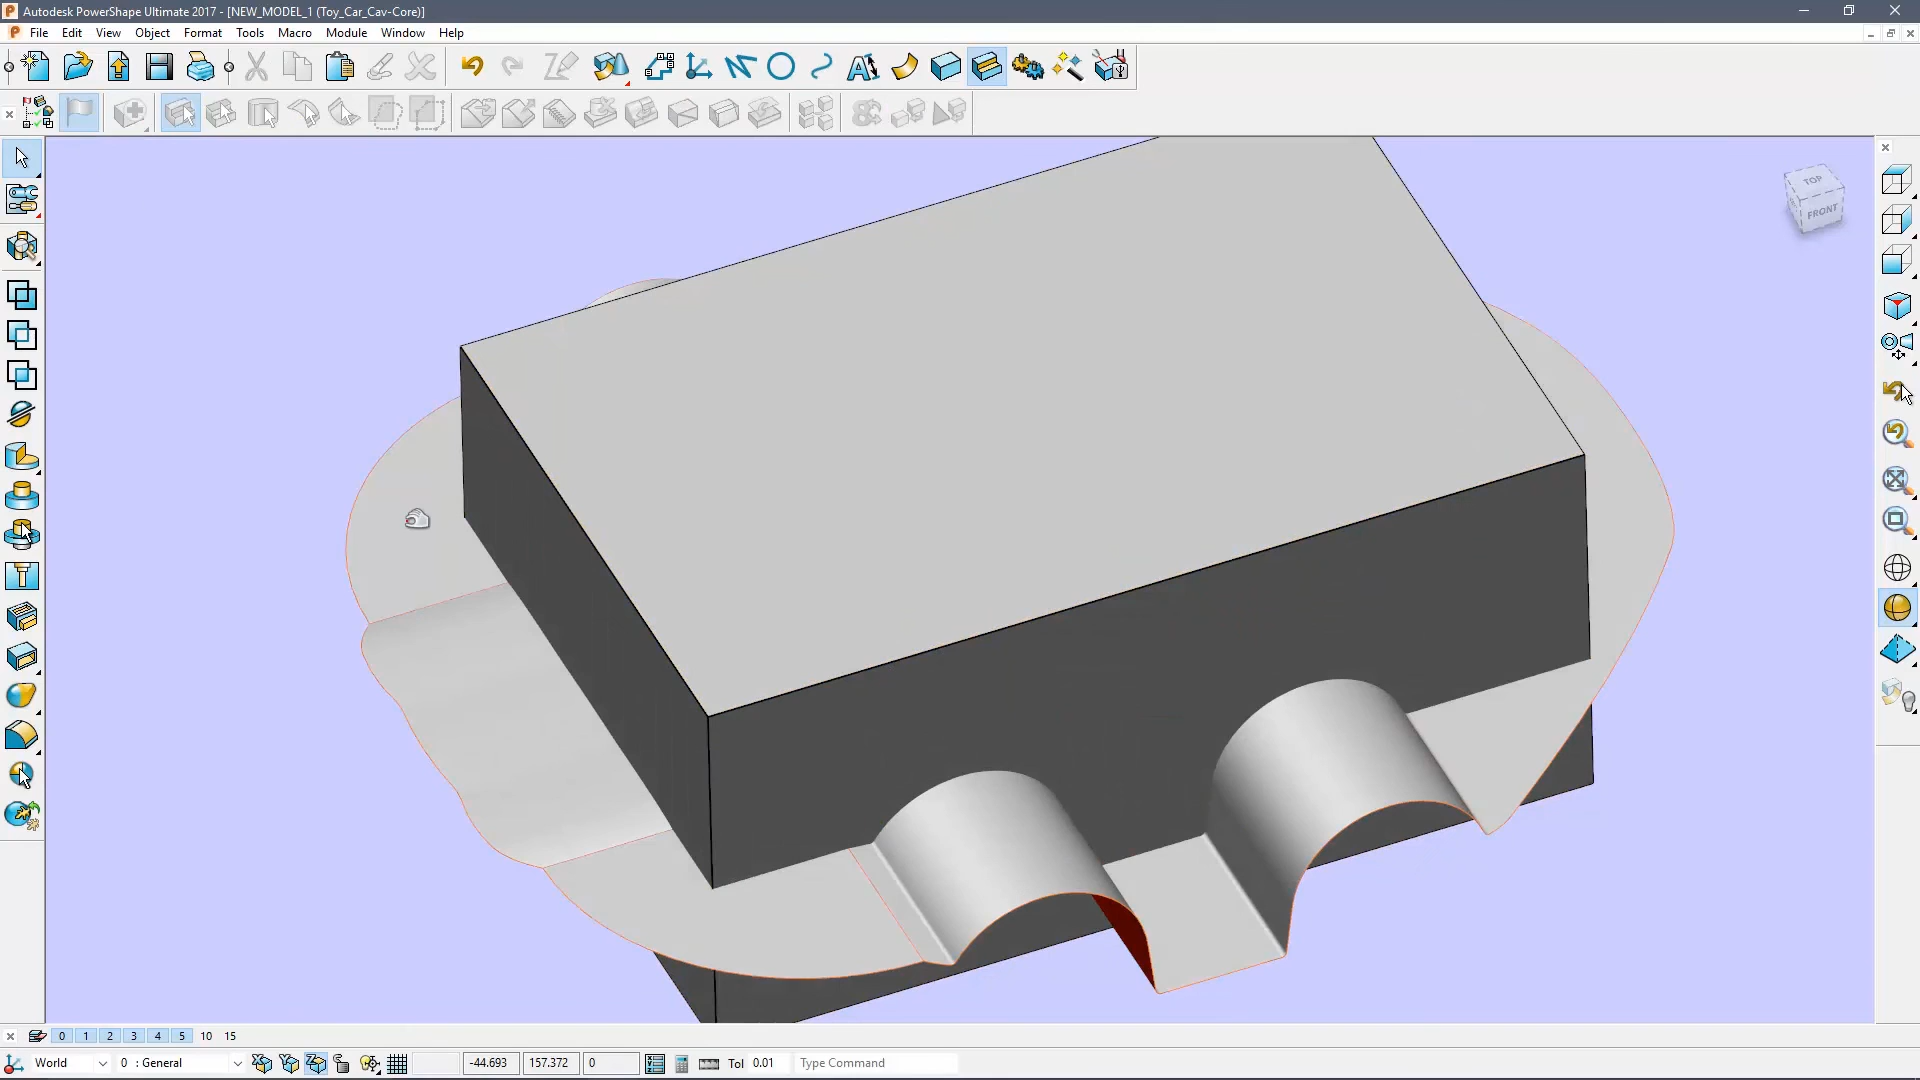 Autodesk PowerShape Ultimate 2017 - [NEW_MODEL_1 (Toy_Car_Cav-Core)]
File Edit View Object Format Tools Macro Module Window Help
TOP
FRONT
0 1 2 3 4 5 10 15
World 0 : General -44.693 157.372 0 Tol 0.01 Type Command